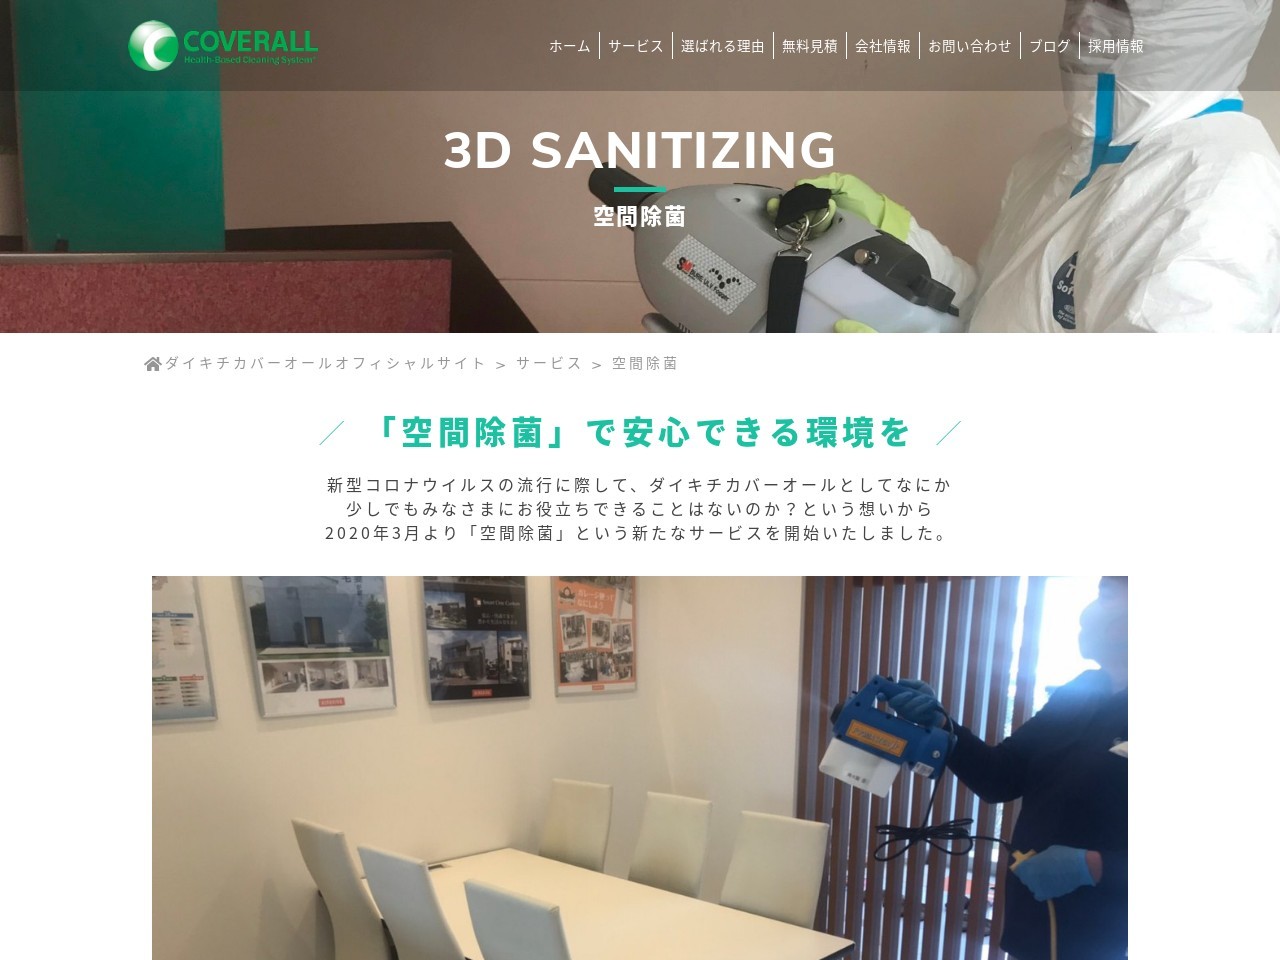 COVERALL
Health-Based Cleaning System
ホーム
サービス
選ばれる理由
無料見積
会社情報
お問い合わせ
ブログ
採用情報
3D SANITIZING
空間除菌
ダイキチカバーオールオフィシャルサイト > サービス > 空間除菌
「空間除菌」で安心できる環境を
新型コロナウイルスの流行に際して、ダイキチカバーオールとしてなにか
少しでもみなさまにお役立ちできることはないのか？という想いから
2020年3月より「空間除菌」という新たなサービスを開始いたしました。